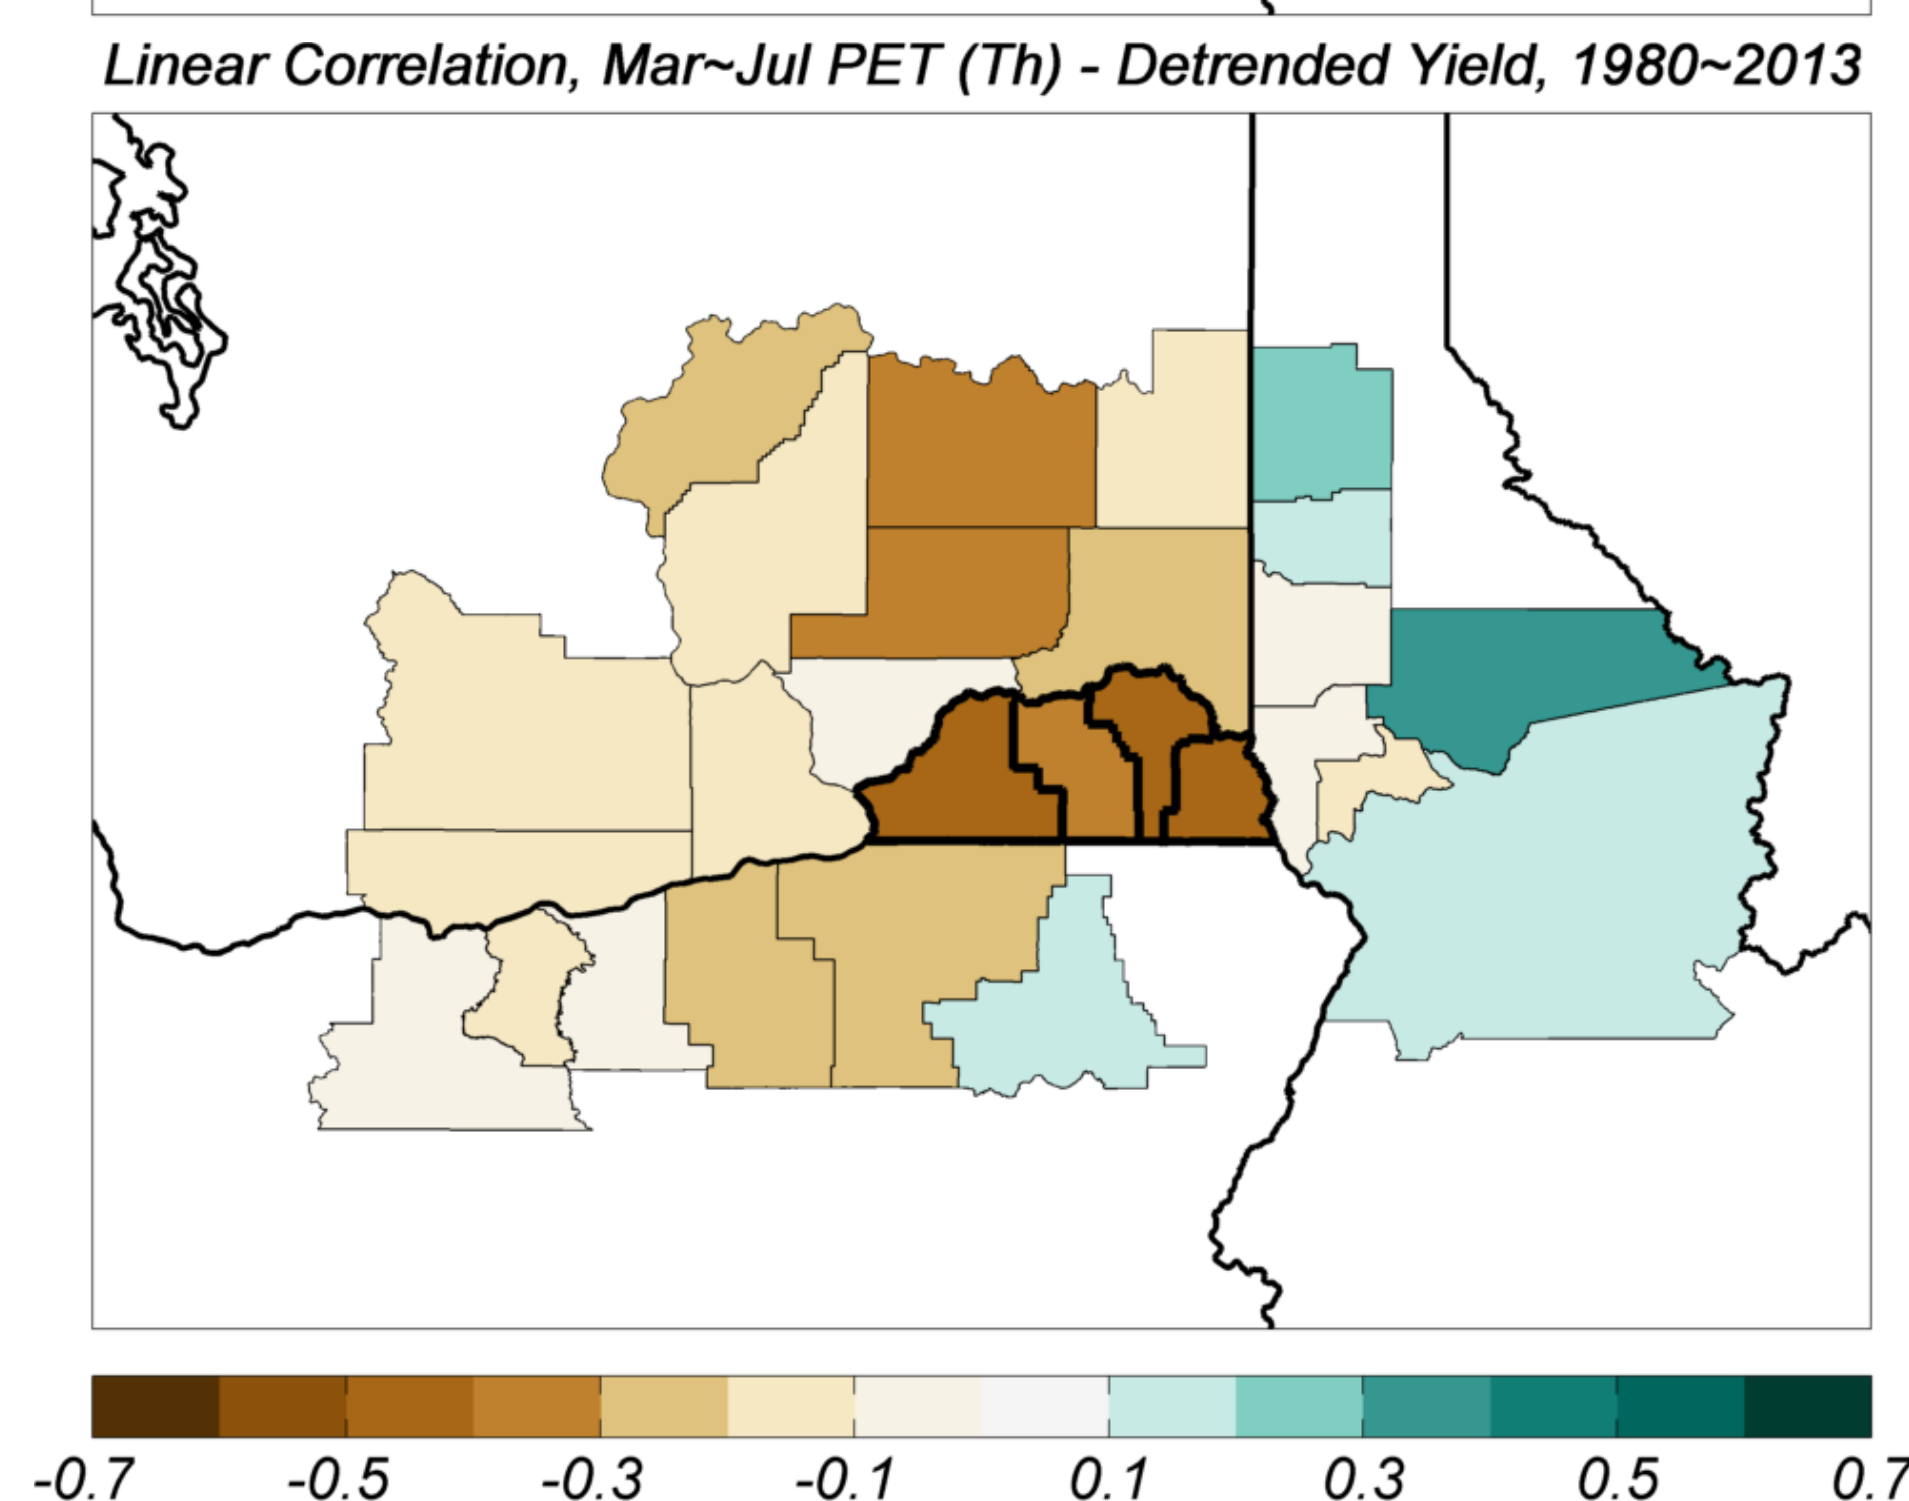 Linear Correlation, Mar~Jul PET (Th) - Detrended Yield, 1980~2013
-0.7 -0.5 -0.3 -0.1 0.1 0.3 0.5 0.7